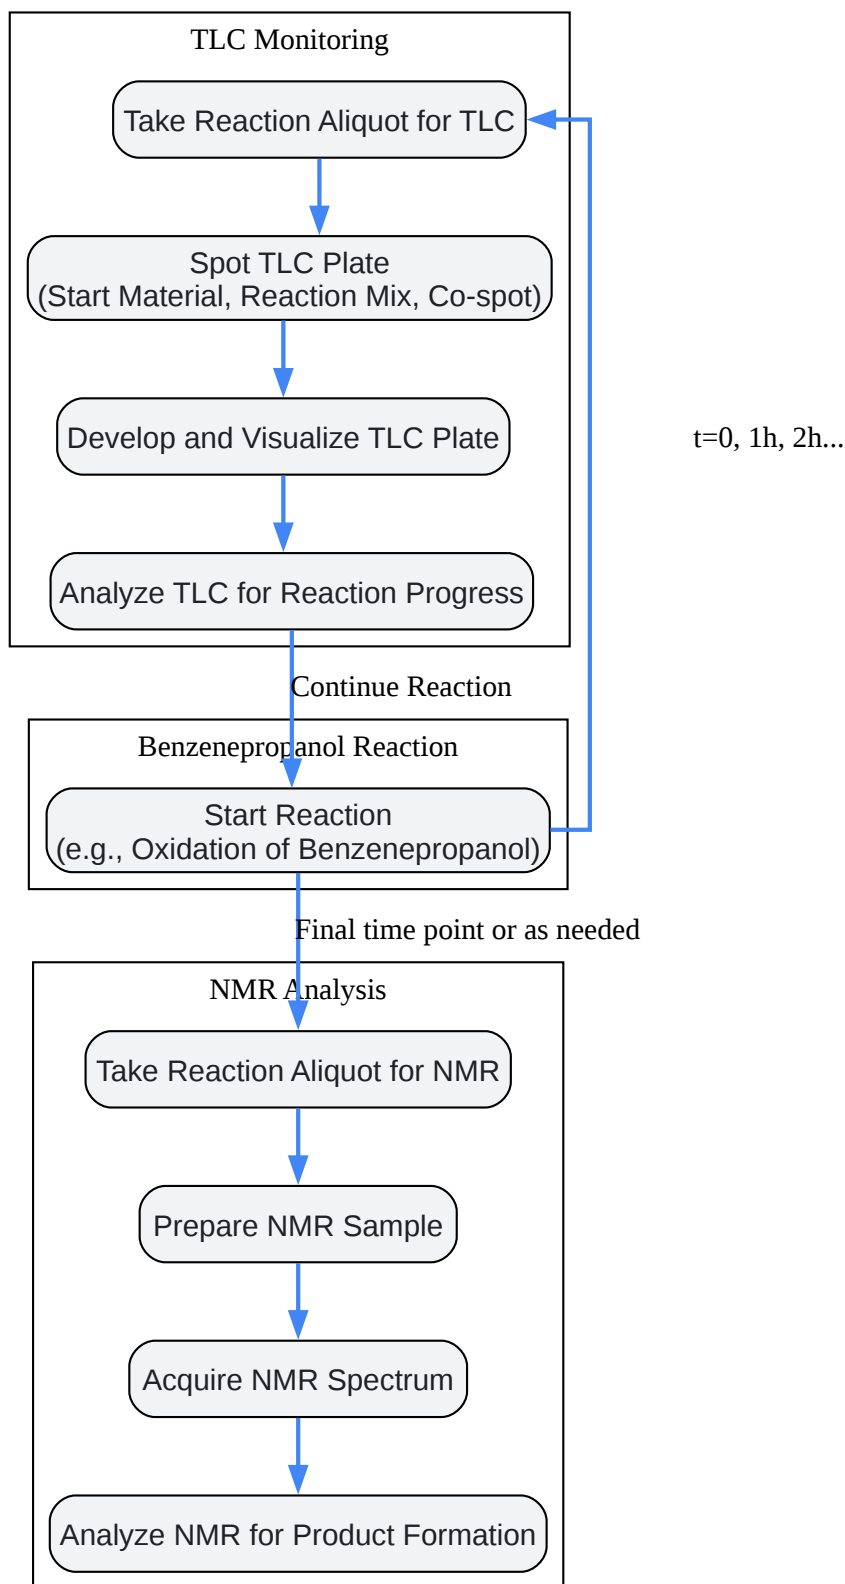 TLC Monitoring
Take Reaction Aliquot for TLC
Spot TLC Plate
(Start Material, Reaction Mix, Co-spot)
Develop and Visualize TLC Plate
t=0, 1h, 2h...
Analyze TLC for Reaction Progress
Continue Reaction
Benzenepropanol Reaction
Start Reaction
(e.g., Oxidation of Benzenepropanol)
Final time point or as needed
NMR Analysis
Take Reaction Aliquot for NMR
Prepare NMR Sample
Acquire NMR Spectrum
Analyze NMR for Product Formation